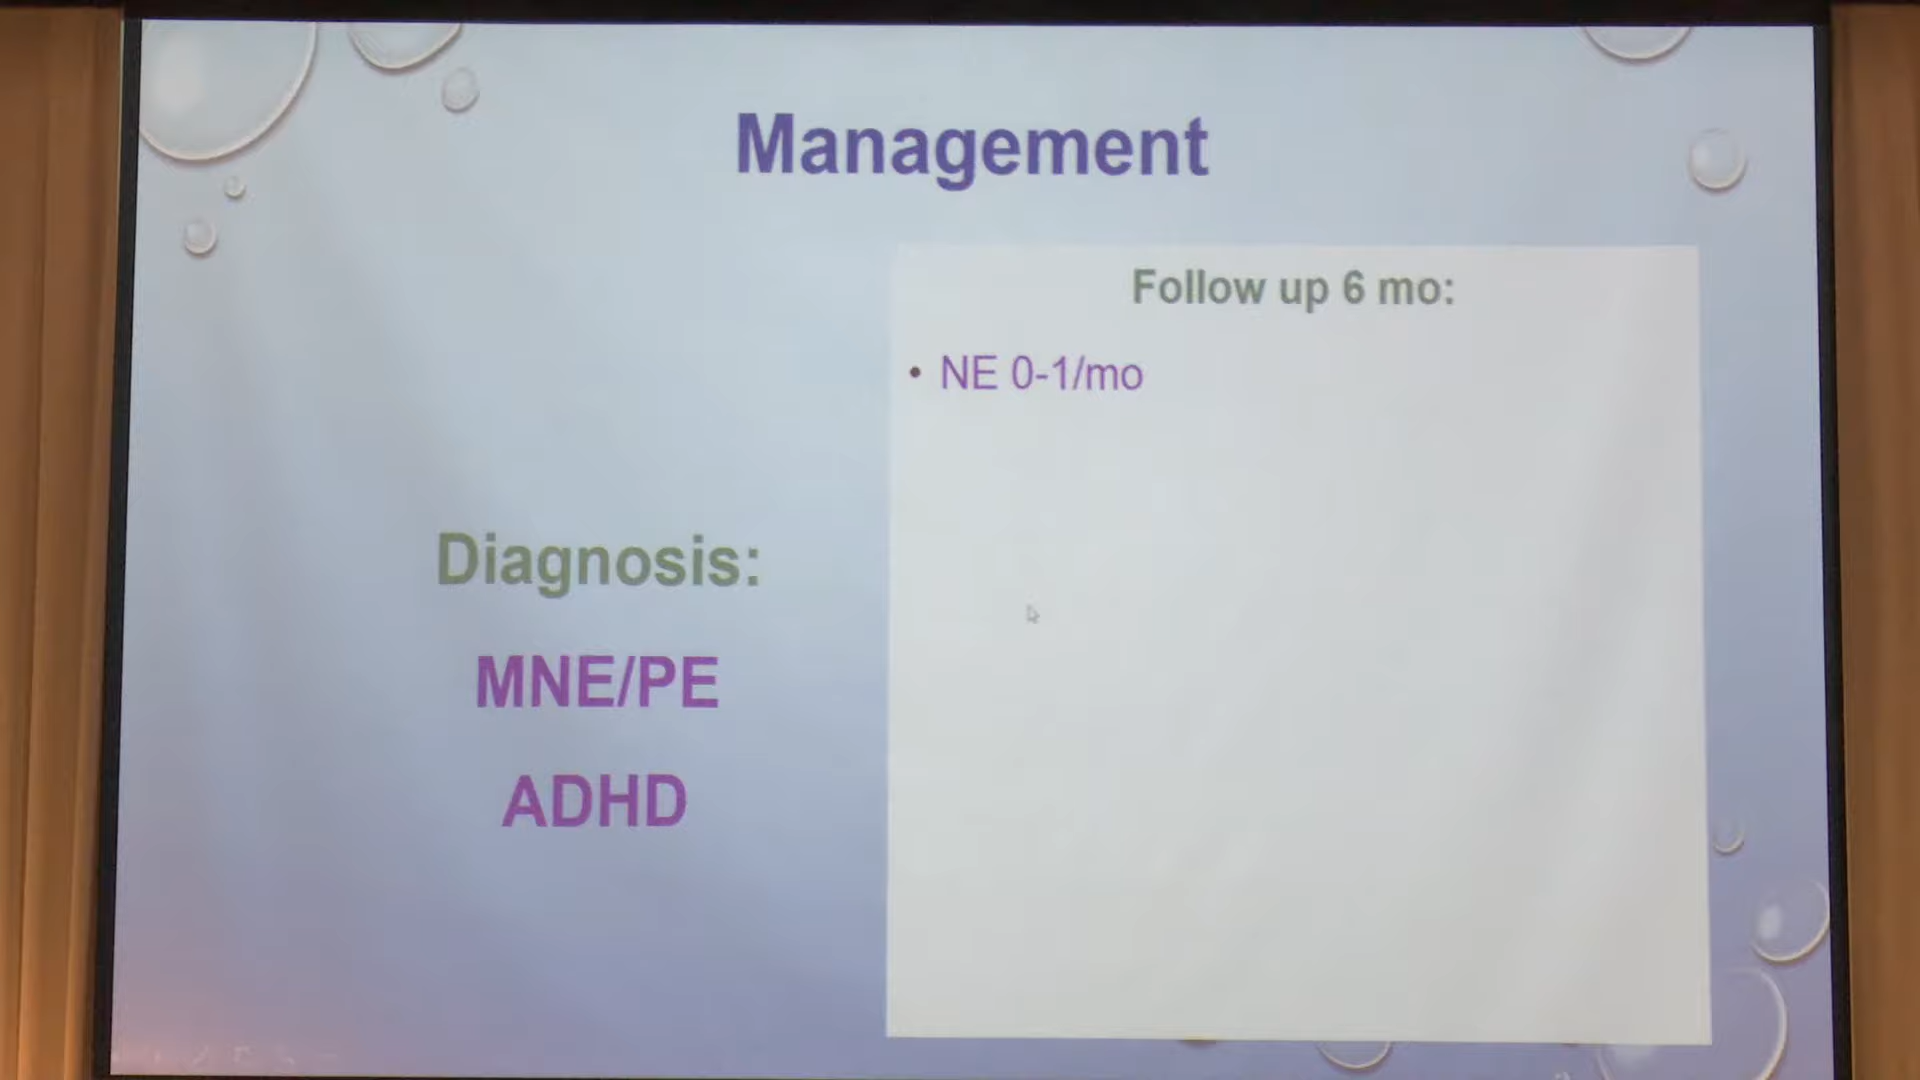 Management
Diagnosis:
MNE/PE
ADHD
Follow up 6 mo:
• NE 0-1/mo